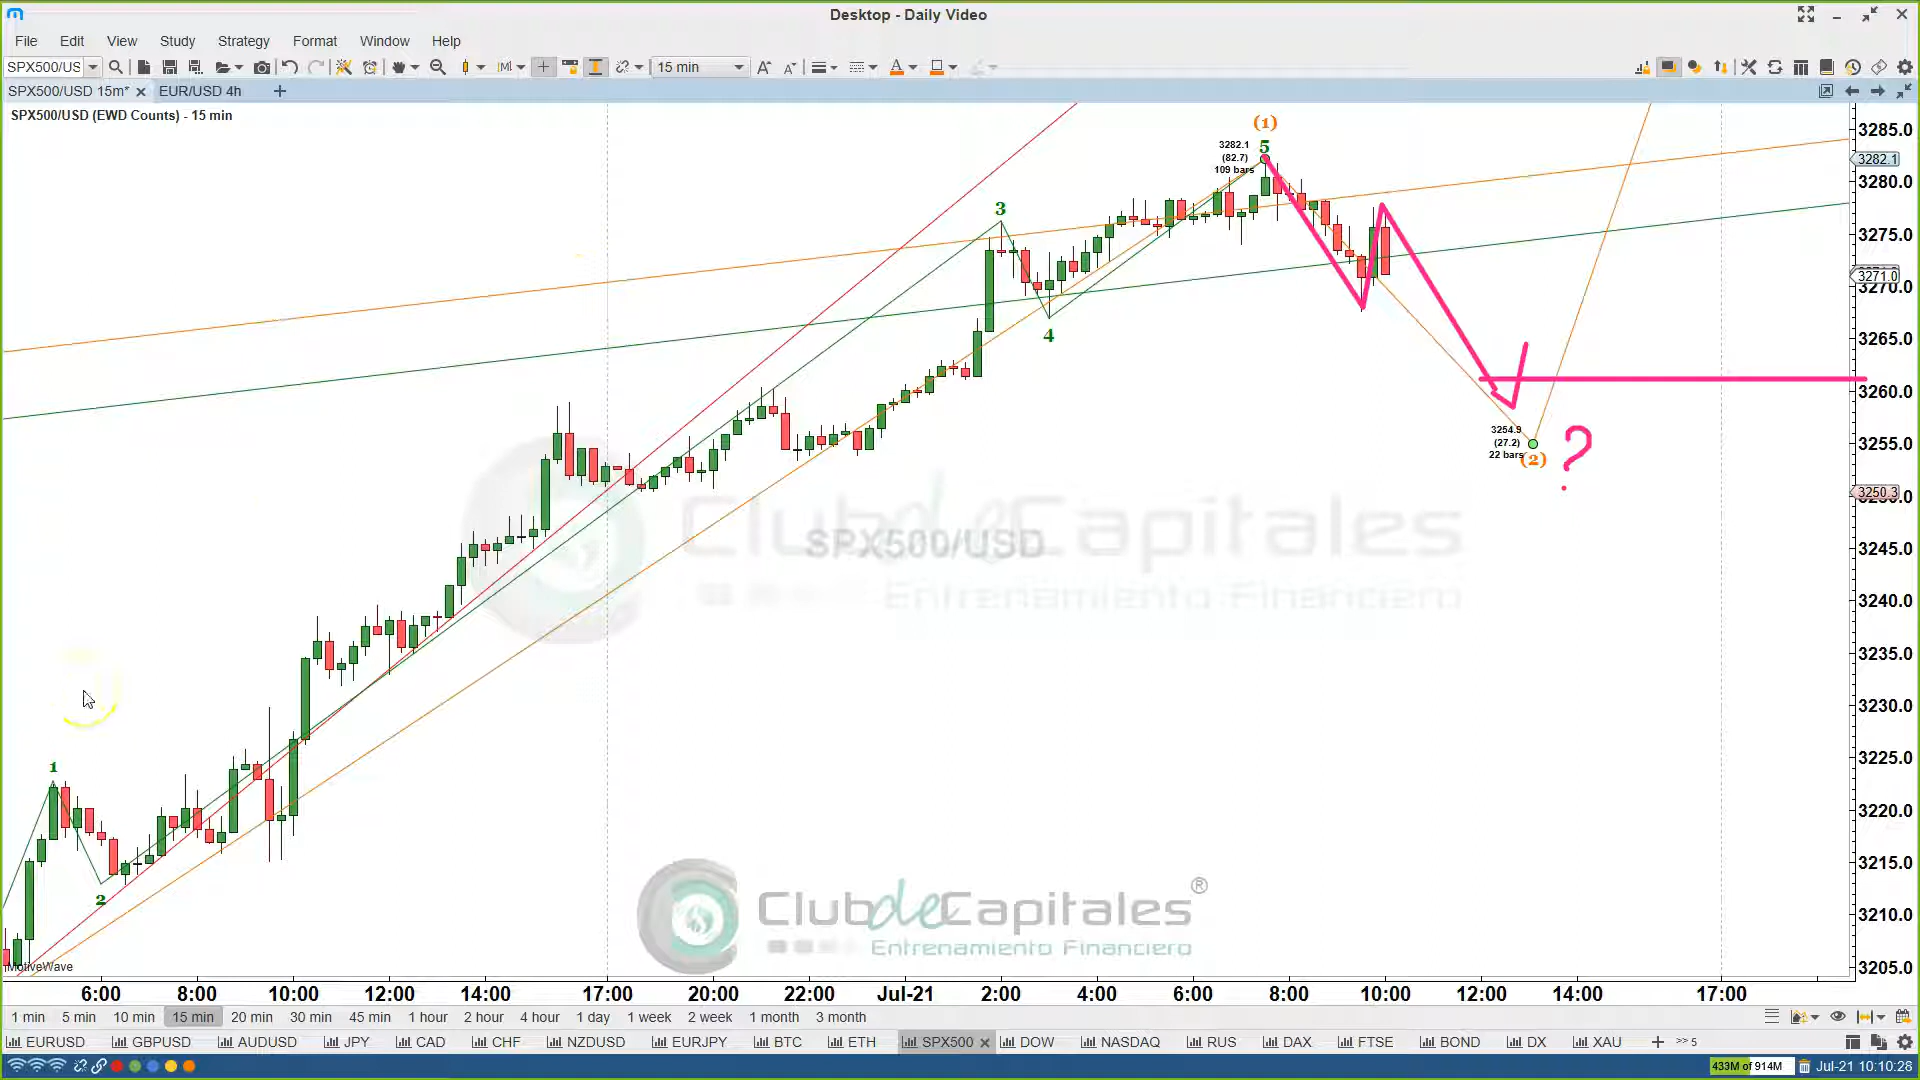 Desktop - Daily Video
File Edit View Study Strategy Format Window Help
SPX500/US 15 min
SPX500/USD 15m* EUR/USD 4h
SPX500/USD (EWD Counts) - 15 min
(1)
3282.1
(82.7)
109 bars
5
3
4
1
2
3254.9
(27.2)
22 bars
(2)
?
3285.0
3282.1
3280.0
3275.0
3271.0
3270.0
3265.0
3260.0
3255.0
3250.3
3245.0
3240.0
3235.0
3230.0
3225.0
3220.0
3215.0
3210.0
3205.0
Club de Capitales
SPX500/USD
Entrenamiento Financiero
Club de Capitales ®
Entrenamiento Financiero
MotiveWave
6:00 8:00 10:00 12:00 14:00 17:00 20:00 22:00 Jul-21 2:00 4:00 6:00 8:00 10:00 12:00 14:00 17:00
1 min 5 min 10 min 15 min 20 min 30 min 45 min 1 hour 2 hour 4 hour 1 day 1 week 2 week 1 month 3 month
EURUSD GBPUSD AUDUSD JPY CAD CHF NZDUSD EURJPY BTC ETH SPX500 DOW NASDAQ RUS DAX FTSE BOND DX XAU >> 5
433M of 914M Jul-21 10:10:28